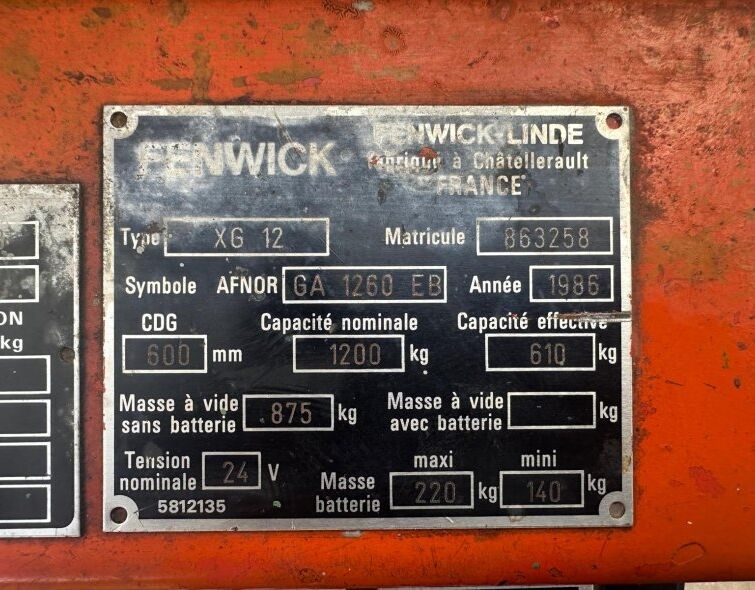 FENWICK
FENWICK-LINDE
fabriqué à Châtellerault
FRANCE
Type XG 12 Matricule 863258
Symbole AFNOR GA 1260 EB Année 1986
CDG Capacité nominale Capacité effective
600 mm 1200 kg 610 kg
Masse à vide sans batterie 875 kg Masse à vide avec batterie kg
Tension nominale 24 V Masse batterie maxi 220 kg mini 140 kg
5812135
ON
kg